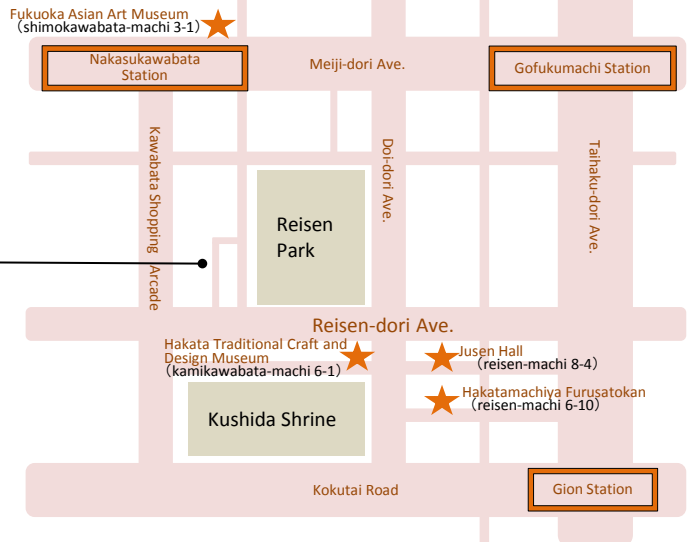 Fukuoka Asian Art Museum
（shimokawabata-machi 3-1）
Nakasukawabata
Station
Meiji-dori Ave.
Gofukumachi Station
Kawabata Shopping Arcade
Doi-dori Ave.
Taihaku-dori Ave.
Reisen
Park
Reisen-dori Ave.
Hakata Traditional Craft and
Design Museum
（kamikawabata-machi 6-1）
Jusen Hall
（reisen-machi 8-4）
Hakatamachiya Furusatokan
（reisen-machi 6-10）
Kushida Shrine
Kokutai Road
Gion Station